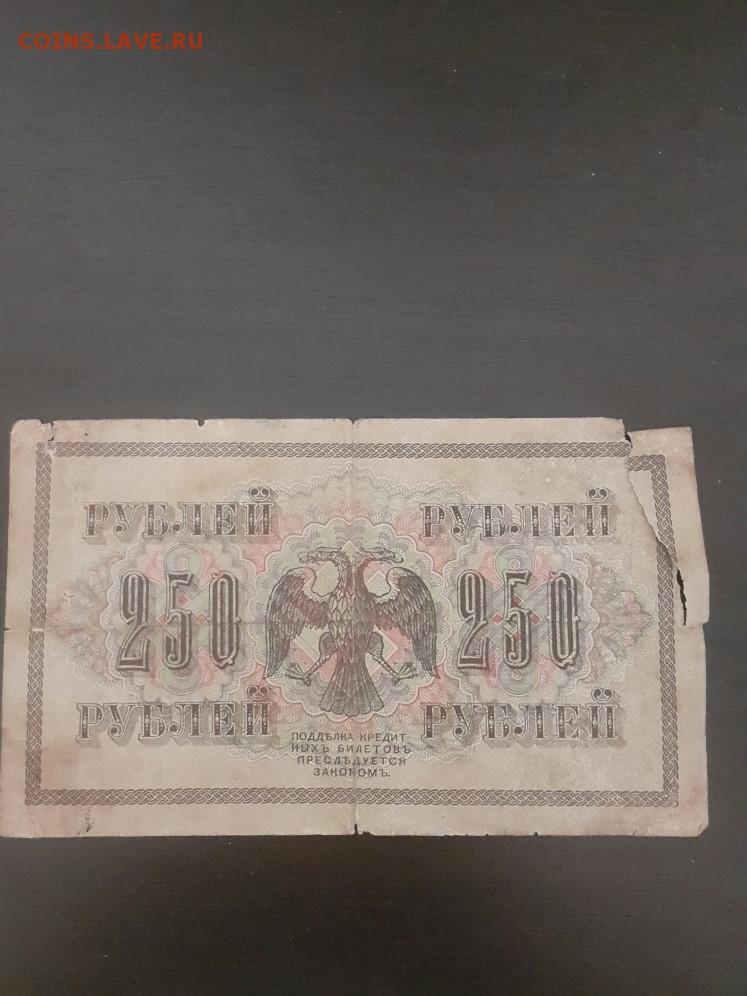 COINS.LAVE.RU
РУБЛЕЙ РУБЛЕЙ
250 250
РУБЛЕЙ РУБЛЕЙ
ПОДДѢЛКА КРЕДИТ-
НЫХЪ БИЛЕТОВЪ
ПРЕСЛѢДУЕТСЯ
ЗАКОНОМЪ.